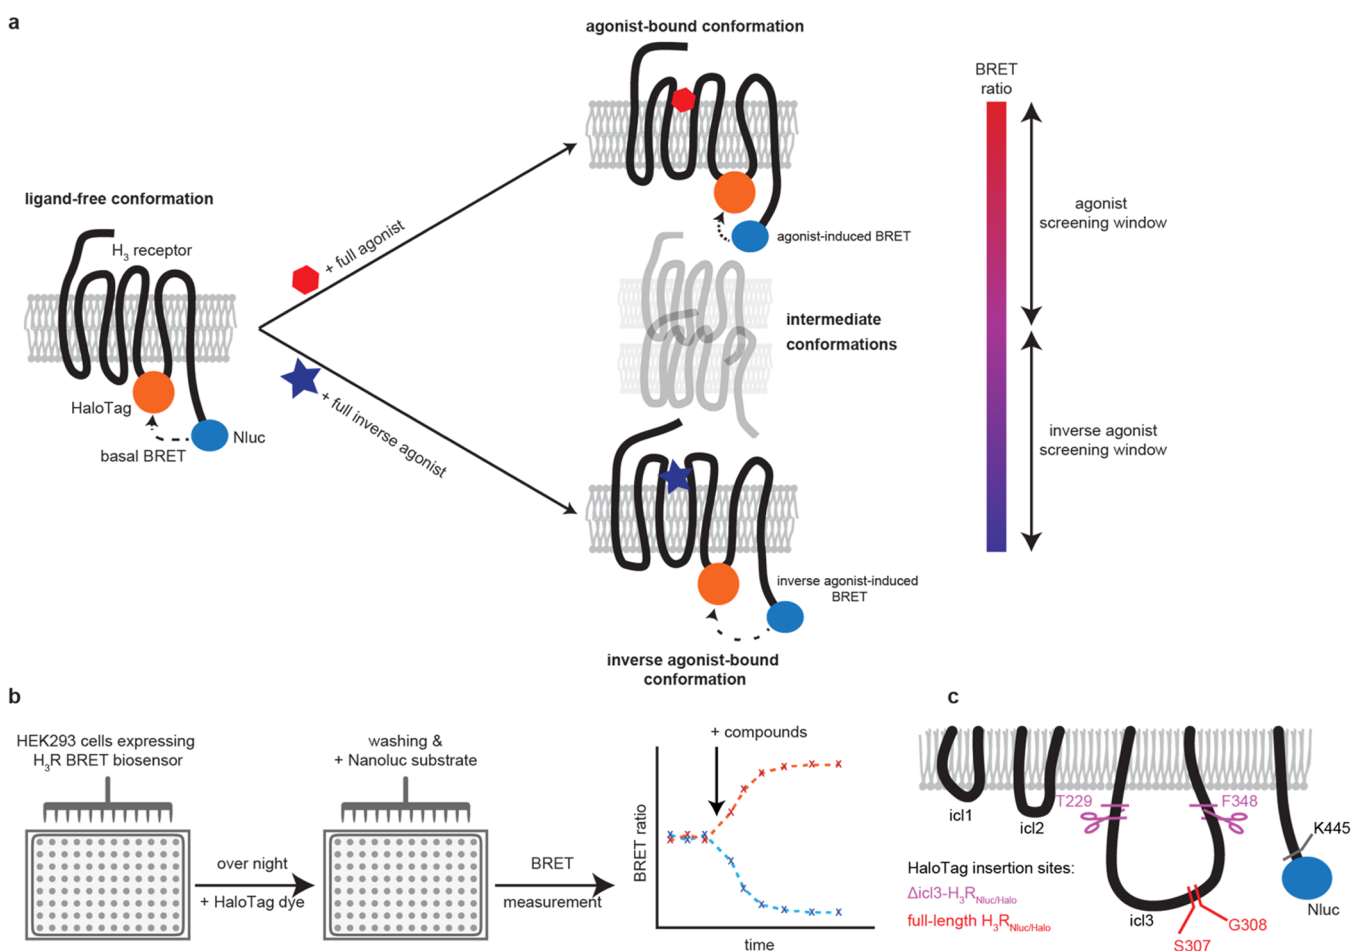 a
agonist-bound conformation
BRET
ratio
ligand-free conformation
H3 receptor
+ full agonist
agonist
screening window
agonist-induced BRET
intermediate
conformations
HaloTag
Nluc
basal BRET
+ full inverse agonist
inverse agonist
screening window
inverse agonist-induced
BRET
inverse agonist-bound
conformation
b
HEK293 cells expressing
H3R BRET biosensor
washing &
+ Nanoluc substrate
over night
+ HaloTag dye
BRET
measurement
+ compounds
BRET ratio
time
c
icl1
icl2
T229
F348
K445
HaloTag insertion sites:
Δicl3-H3RNluc/Halo
full-length H3RNluc/Halo
icl3
S307
G308
Nluc